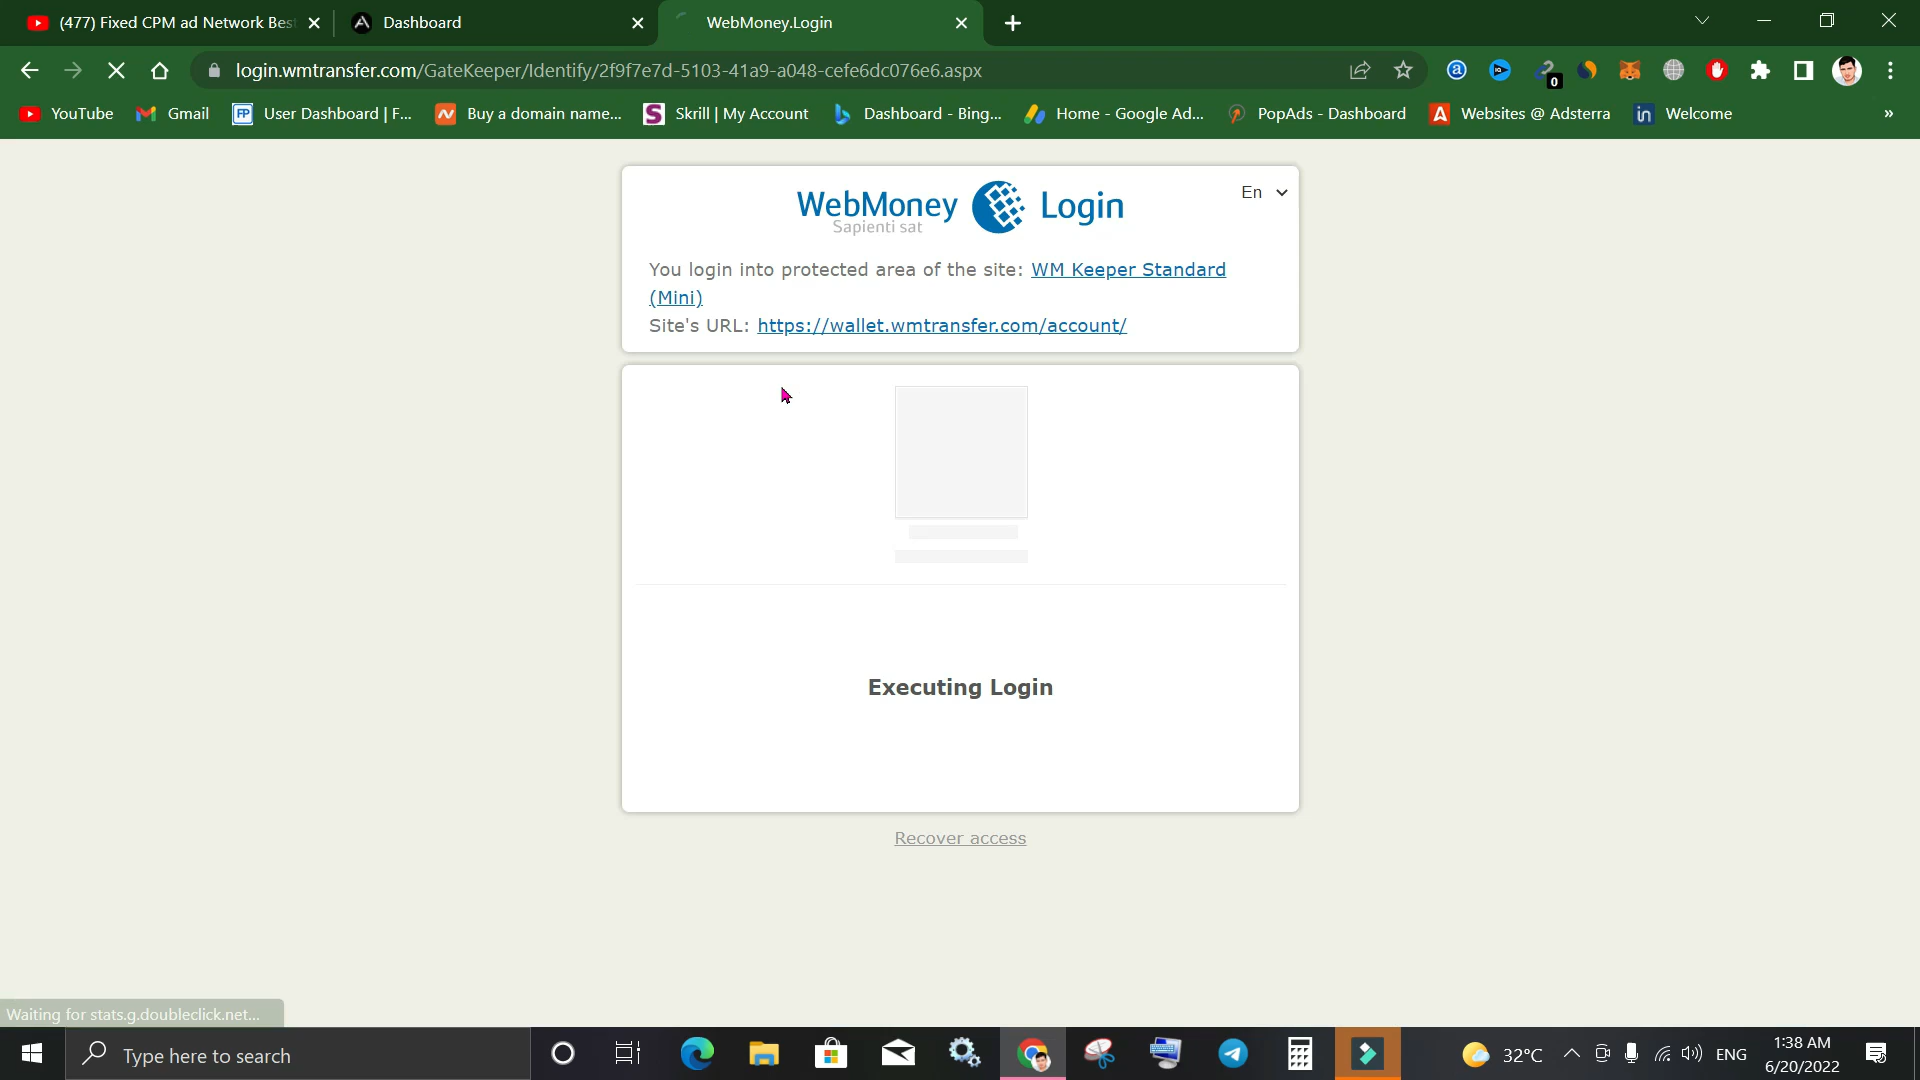 (477) Fixed CPM ad Network Bes
Dashboard
WebMoney.Login
login.wmtransfer.com/GateKeeper/Identify/2f9f7e7d-5103-41a9-a048-cefe6dc076e6.aspx
0
YouTube
Gmail
User Dashboard | F...
Buy a domain name...
Skrill | My Account
Dashboard - Bing...
Home - Google Ad...
PopAds - Dashboard
Websites @ Adsterra
Welcome
»
WebMoney Login
Sapienti sat
En
You login into protected area of the site: WM Keeper Standard
(Mini)
Site's URL: https://wallet.wmtransfer.com/account/
Executing Login
Recover access
Waiting for stats.g.doubleclick.net...
Type here to search
32°C
ENG
1:38 AM
6/20/2022